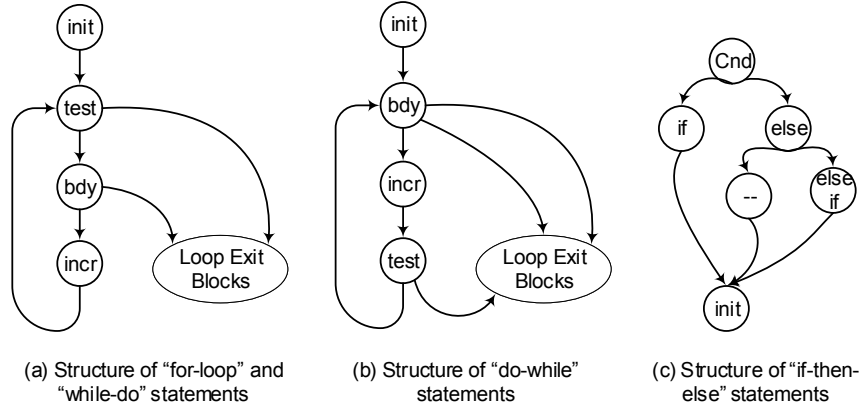 init
test
bdy
incr
Loop Exit
Blocks
(a) Structure of “for-loop” and
“while-do” statements
init
bdy
incr
test
Loop Exit
Blocks
(b) Structure of “do-while”
statements
Cnd
if
else
--
else
if
init
(c) Structure of “if-then-
else” statements